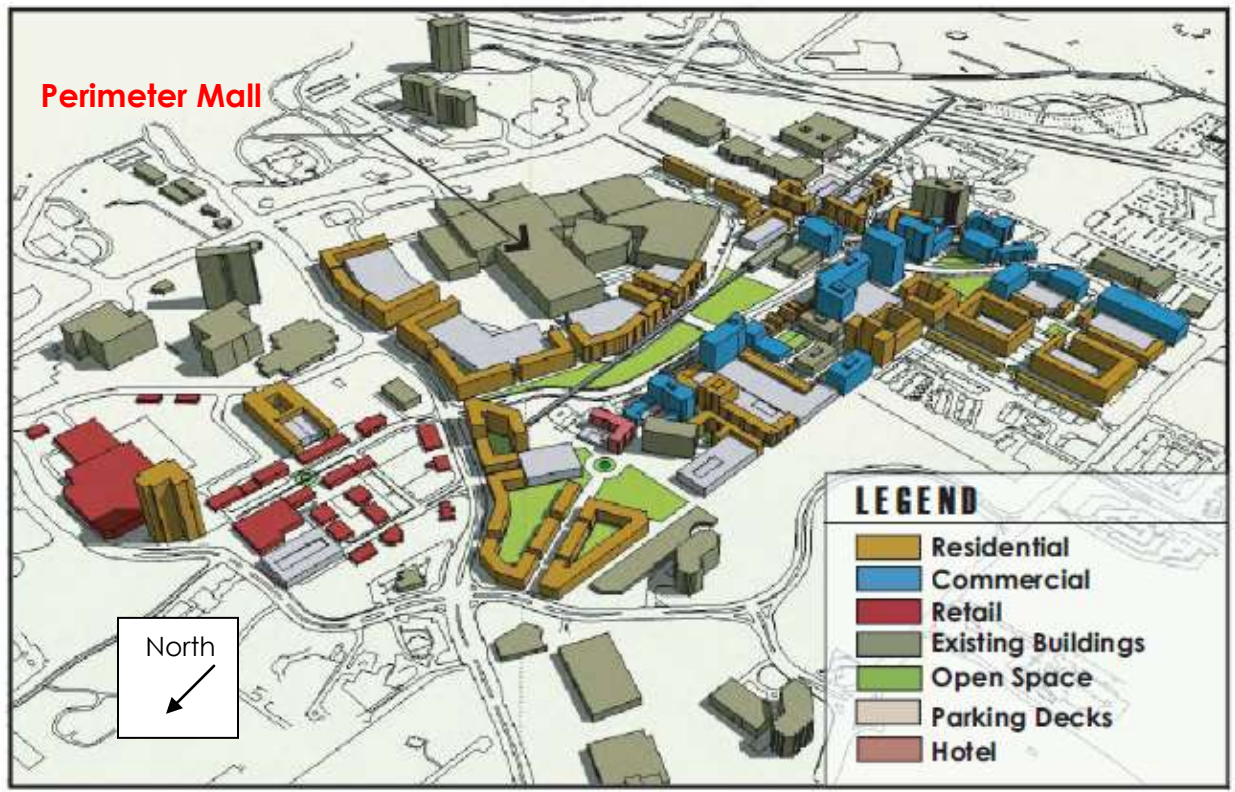 Perimeter Mall
North
LEGEND
Residential
Commercial
Retail
Existing Buildings
Open Space
Parking Decks
Hotel